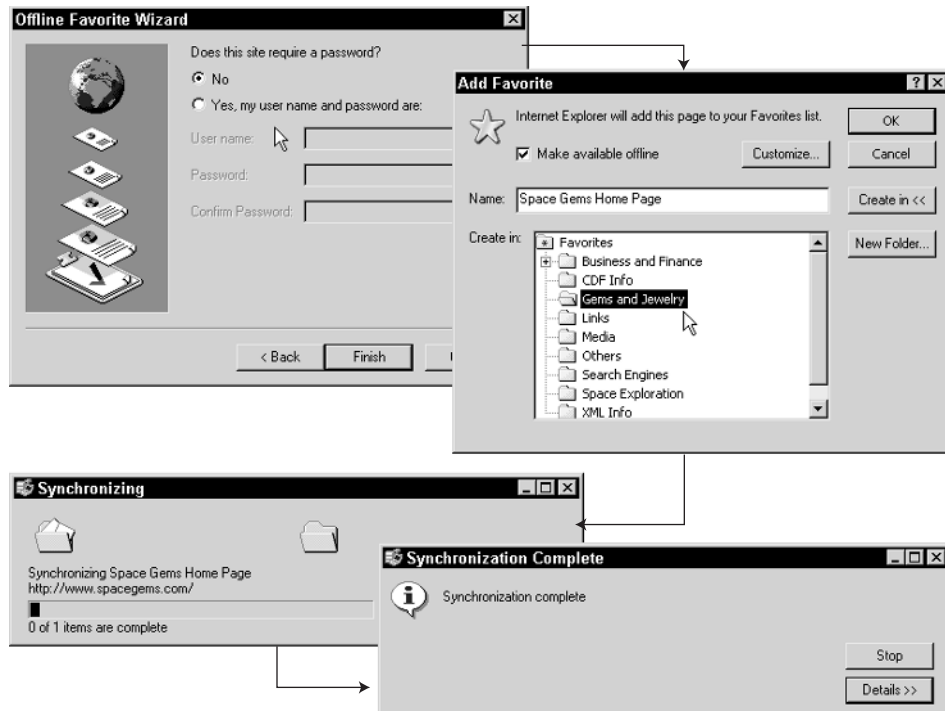 Offline Favorite Wizard
Does this site require a password?
No
Yes, my user name and password are:
User name:
Password:
Confirm Password:
< Back
Finish
Add Favorite
Internet Explorer will add this page to your Favorites list.
OK
Make available offline
Customize...
Cancel
Name:
Space Gems Home Page
Create in <<
Create in:
Favorites
New Folder...
Business and Finance
CDF Info
Gems and Jewelry
Links
Media
Others
Search Engines
Space Exploration
XML Info
Synchronizing
Synchronizing Space Gems Home Page
http://www.spacegems.com/
0 of 1 items are complete
Synchronization Complete
Synchronization complete
Stop
Details >>